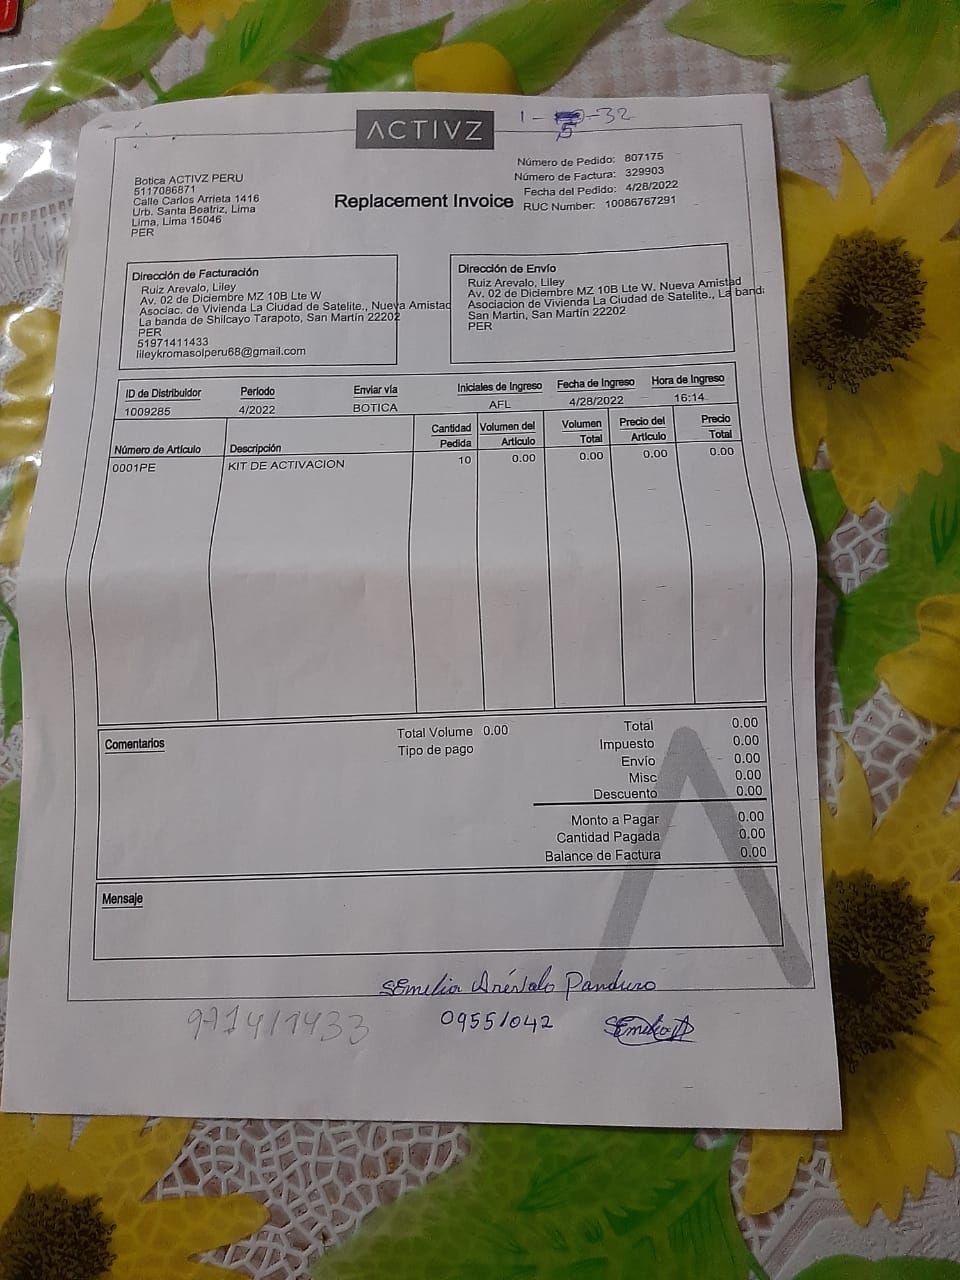 ACTIVZ
1 - 5 -32
Botica ACTIVZ PERU
5117086871
Calle Carlos Arrieta 1416
Urb. Santa Beatriz, Lima
Lima, Lima 15046
PER
Replacement Invoice
Número de Pedido: 807175
Número de Factura: 329903
Fecha del Pedido: 4/28/2022
RUC Number: 10086767291
Dirección de Facturación
Ruiz Arevalo, Liley
Av. 02 de Diciembre MZ 10B Lte W
Asociac. de Vivienda La Ciudad de Satelite., Nueva Amistad
La banda de Shilcayo Tarapoto, San Martín 22202
PER
51971411433
lileykromasolperu68@gmail.com
Dirección de Envío
Ruiz Arevalo, Liley
Av. 02 de Diciembre MZ 10B Lte W. Nueva Amistad
Asociacion de Vivienda La Ciudad de Satelite., La banda
San Martin, San Martín 22202
PER
ID de Distribuidor Período Enviar vía Iniciales de Ingreso Fecha de Ingreso Hora de Ingreso
1009285 4/2022 BOTICA AFL 4/28/2022 16:14
Número de Artículo Descripción Cantidad Pedida Volumen del Artículo Volumen Total Precio del Artículo Precio Total
0001PE KIT DE ACTIVACION 10 0.00 0.00 0.00 0.00
Comentarios
Total Volume 0.00
Tipo de pago
Total 0.00
Impuesto 0.00
Envío 0.00
Misc 0.00
Descuento 0.00
Monto a Pagar 0.00
Cantidad Pagada 0.00
Balance de Factura 0.00
Mensaje
SEmilia Arévalo Panduro
971411433 09551042